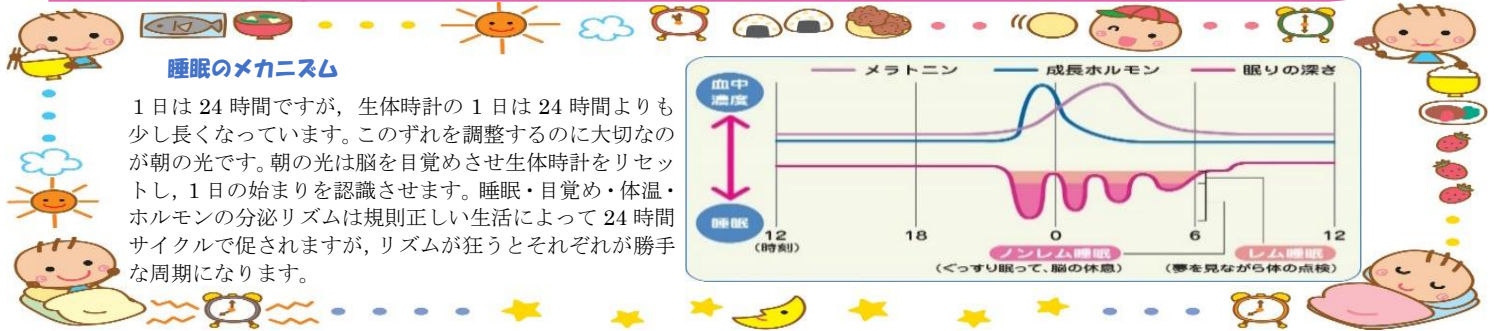 睡眠のメカニズム
1日は 24 時間ですが，生体時計の 1 日は 24 時間よりも
少し長くなっています。このずれを調整するのに大切なの
が朝の光です。朝の光は脳を目覚めさせ生体時計をリセッ
トし，1 日の始まりを認識させます。睡眠・目覚め・体温・
ホルモンの分泌リズムは規則正しい生活によって 24 時間
サイクルで促されますが，リズムが狂うとそれぞれが勝手
な周期になります。
メラトニン 成長ホルモン 眠りの深さ
血中
濃度
睡眠
12 18 0 6 12
(時刻)
ノンレム睡眠 レム睡眠
(ぐっすり眠って、脳の休息) (夢を見ながら体の点検)